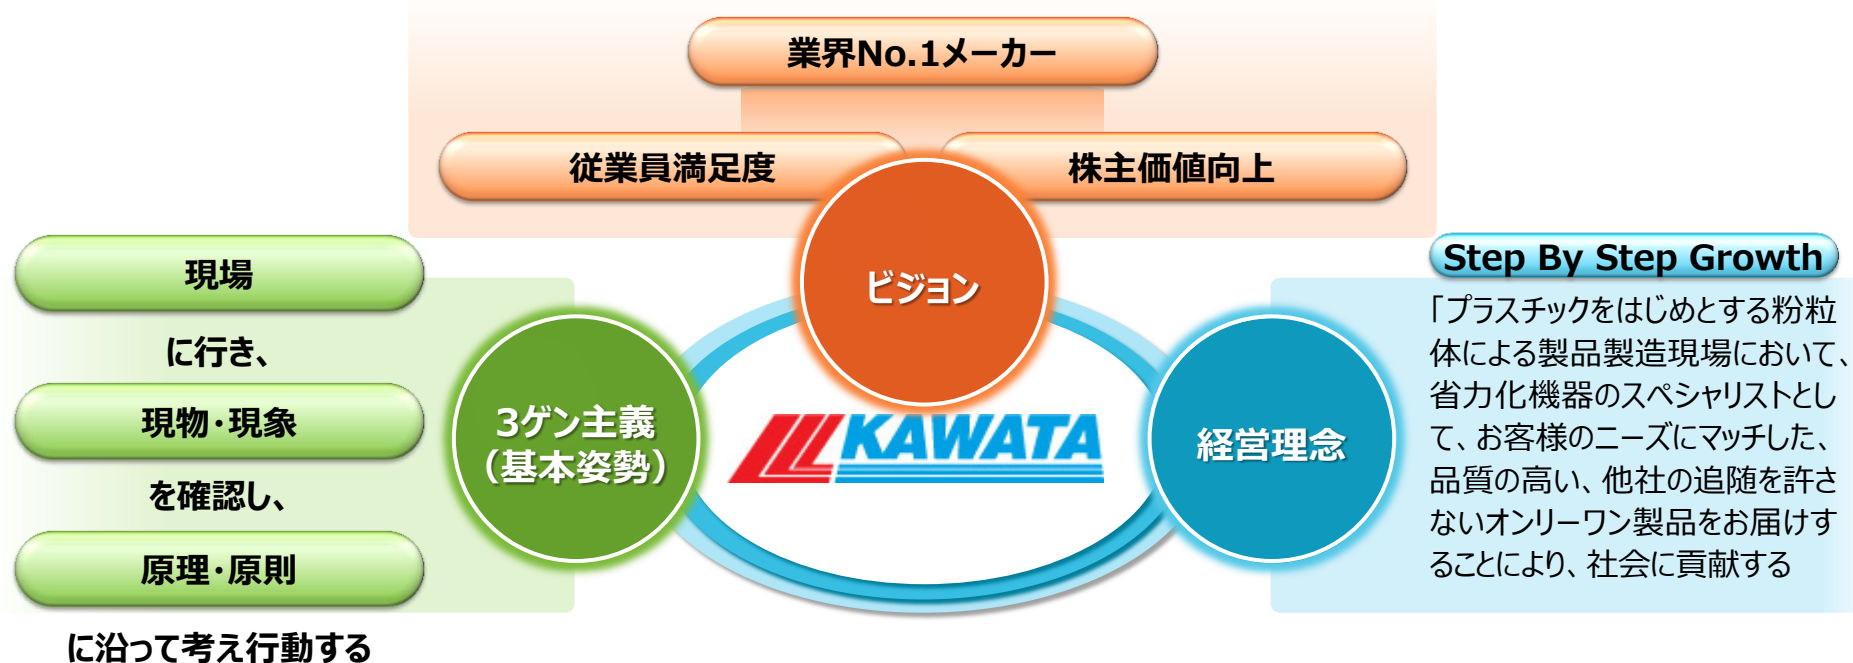 業界No.1メーカー
従業員満足度
株主価値向上
ビジョン
現場
に行き、
現物・現象
を確認し、
原理・原則
に沿って考え行動する
3ゲン主義
（基本姿勢）
KAWATA
経営理念
Step By Step Growth
「プラスチックをはじめとする粉粒
体による製品製造現場において、
省力化機器のスペシャリストとし
て、お客様のニーズにマッチした、
品質の高い、他社の追随を許さ
ないオンリーワン製品をお届けす
ることにより、社会に貢献する